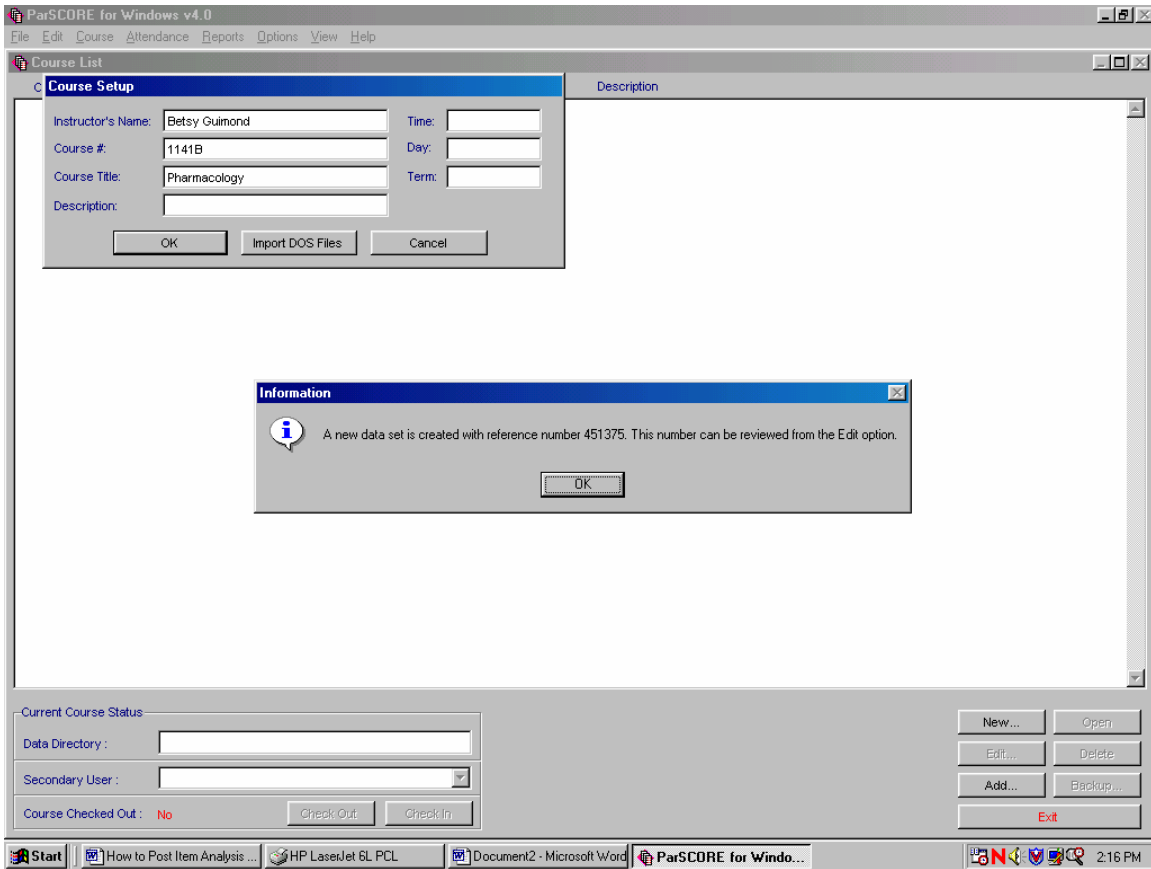 ParSCORE for Windows v4.0
File Edit Course Attendance Reports Options View Help
Course List
C Description
Course Setup
Instructor's Name: Betsy Guimond Time:
Course #: 1141B Day:
Course Title: Pharmacology Term:
Description:
OK Import DOS Files Cancel
Information
A new data set is created with reference number 451375. This number can be reviewed from the Edit option.
OK
Current Course Status
Data Directory :
Secondary User :
Course Checked Out : No Check Out Check In
New... Open
Edit... Delete
Add... Backup...
Exit
Start How to Post Item Analysis ... HP LaserJet 6L PCL Document2 - Microsoft Word ParSCORE for Windo... N 2:16 PM